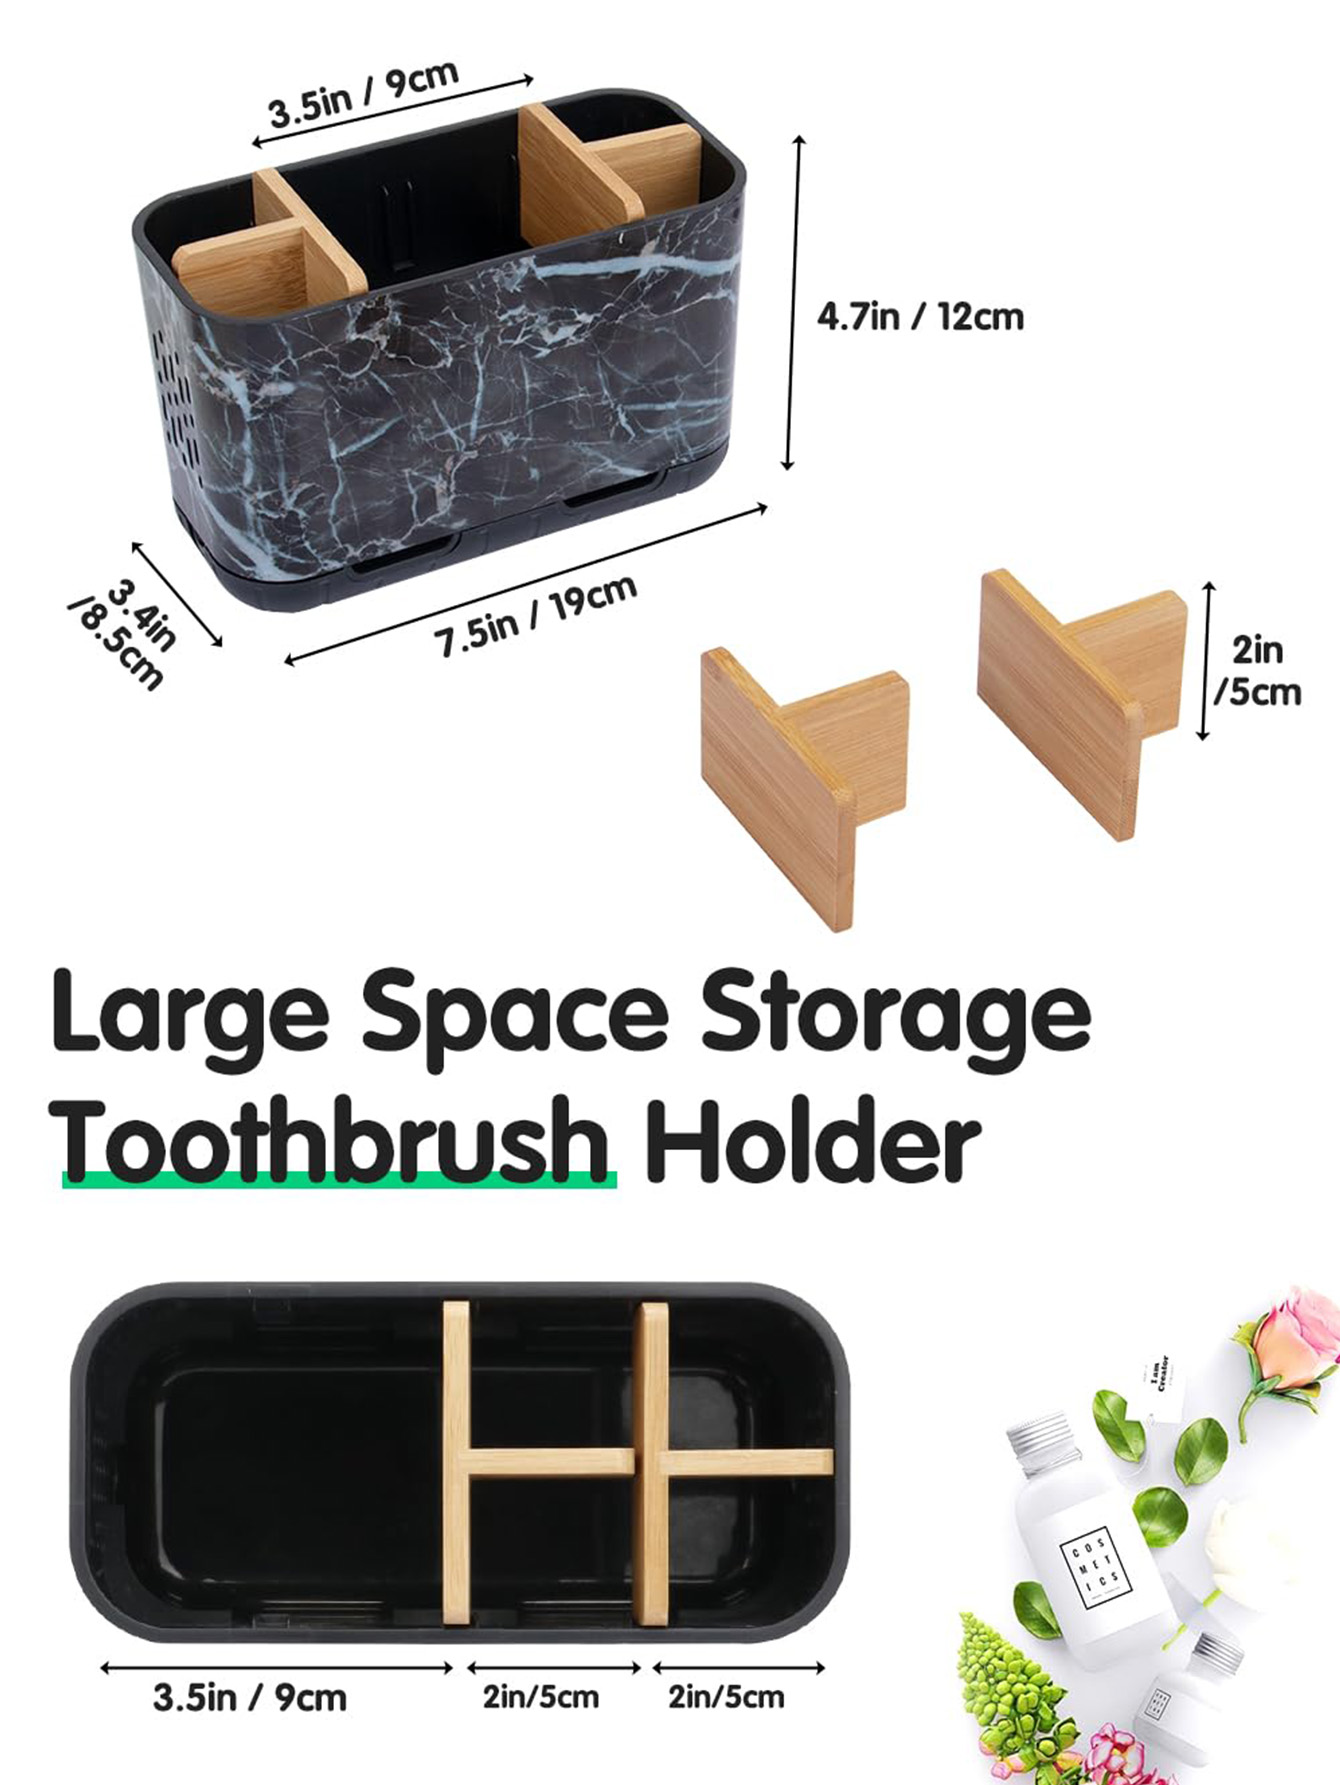 3.5in / 9cm
4.7in / 12cm
3.4in
/8.5cm
7.5in / 19cm
2in
/5cm
Large Space Storage
Toothbrush Holder
I am
Creator
COS
MET
ICS
3.5in / 9cm
2in/5cm
2in/5cm